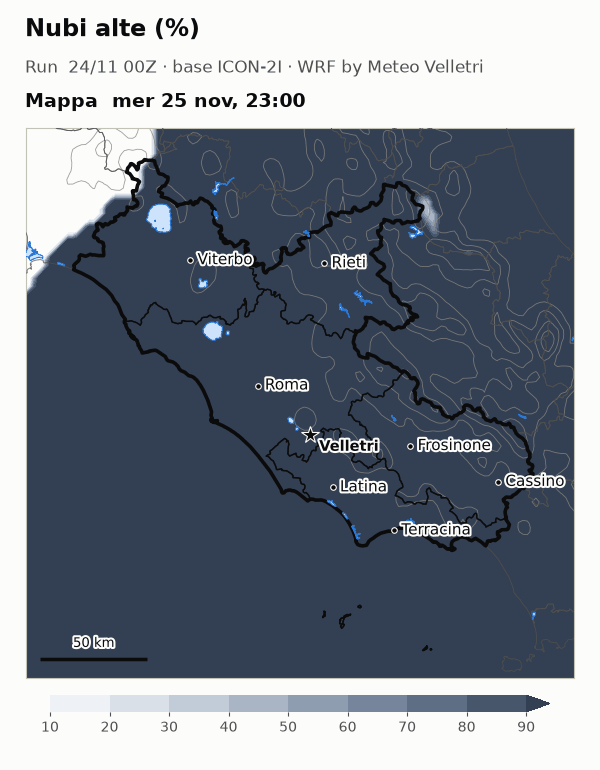 Nubi alte (%)
Run  24/11 00Z · base ICON-2I · WRF by Meteo Velletri
Mappa  mer 25 nov, 23:00
Viterbo
Rieti
Roma
Velletri
Frosinone
Cassino
Latina
Terracina
50 km
10 20 30 40 50 60 70 80 90